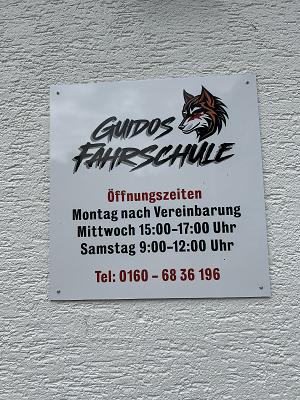 GUIDOS
FAHRSCHULE
Öffnungszeiten
Montag nach Vereinbarung
Mittwoch 15:00-17:00 Uhr
Samstag 9:00-12:00 Uhr
Tel: 0160 - 68 36 196